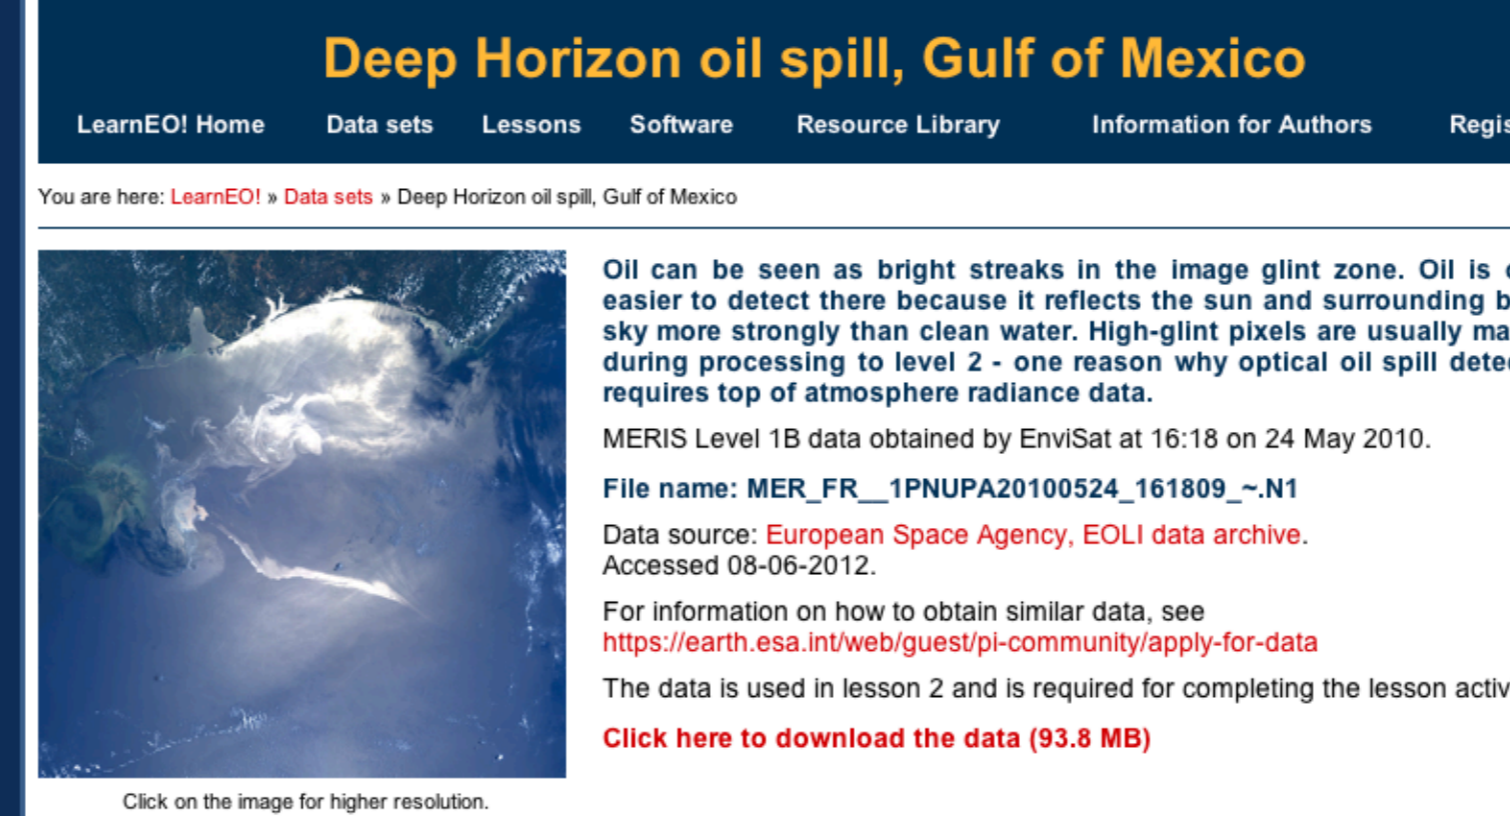 Deep Horizon oil spill, Gulf of Mexico
LearnEO! Home Data sets Lessons Software Resource Library Information for Authors
You are here: LearnEO! » Data sets » Deep Horizon oil spill, Gulf of Mexico
Oil can be seen as bright streaks in the image glint zone. Oil is
easier to detect there because it reflects the sun and surrounding
sky more strongly than clean water. High-glint pixels are usually
during processing to level 2 - one reason why optical oil spill
requires top of atmosphere radiance data.
MERIS Level 1B data obtained by EnviSat at 16:18 on 24 May 2010.
File name: MER_FR__1PNUPA20100524_161809_~.N1
Data source: European Space Agency, EOLI data archive.
Accessed 08-06-2012.
For information on how to obtain similar data, see
https://earth.esa.int/web/guest/pi-community/apply-for-data
The data is used in lesson 2 and is required for completing the lesson
Click here to download the data (93.8 MB)
Click on the image for higher resolution.